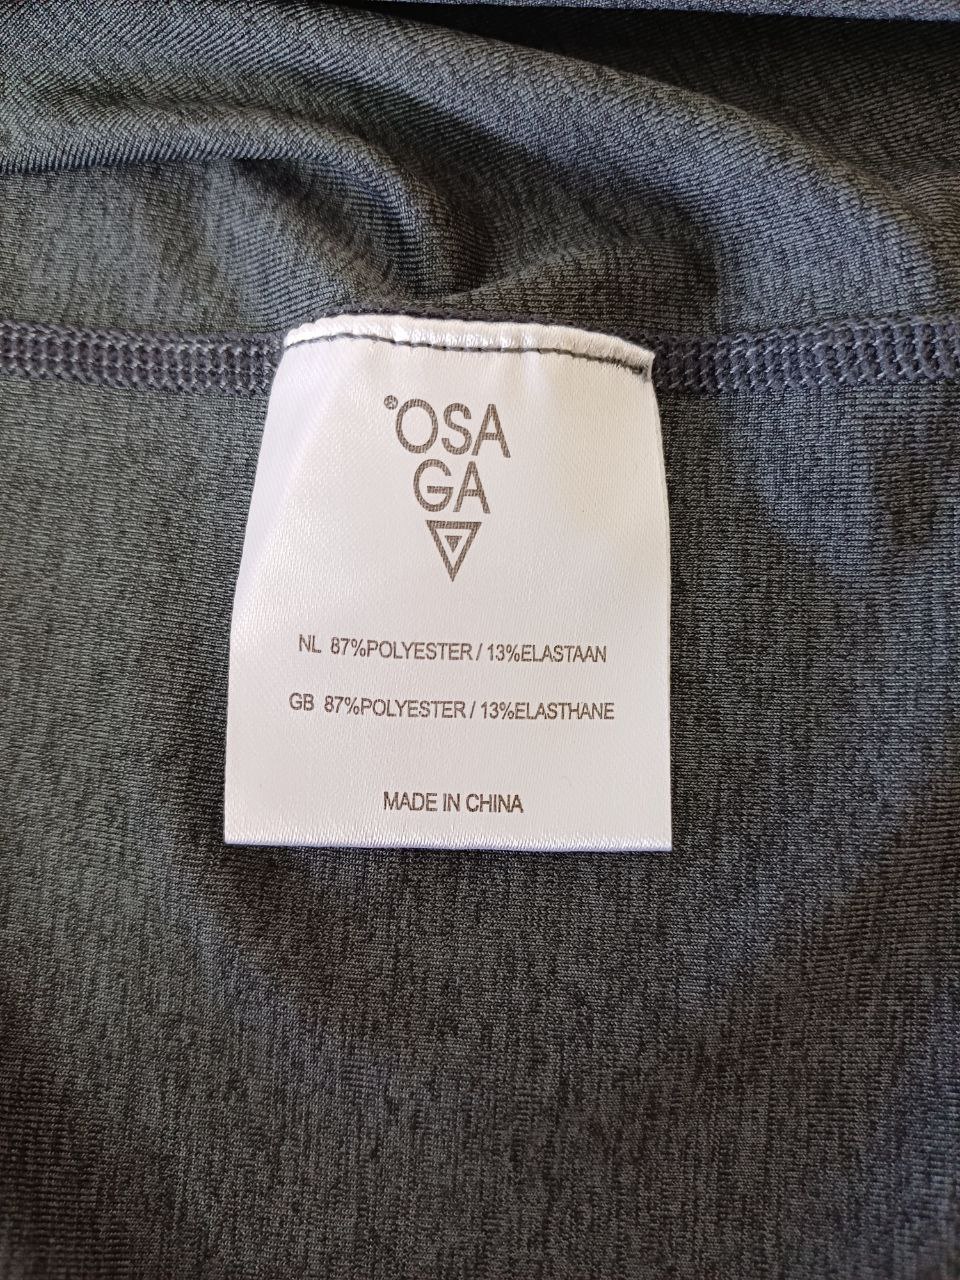 ®OSA
GA
NL 87%POLYESTER / 13%ELASTAAN
GB 87%POLYESTER / 13%ELASTHANE
MADE IN CHINA